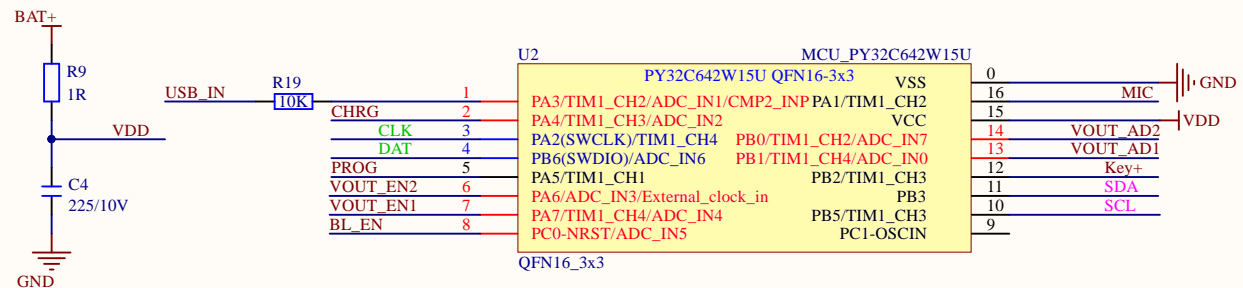 BAT+
R9
1R
VDD
C4
225/10V
GND
USB_IN
R19
10K
U2
MCU_PY32C642W15U
PY32C642W15U QFN16-3x3
1
PA3/TIM1_CH2/ADC_IN1/CMP2_INP
CHRG
2
PA4/TIM1_CH3/ADC_IN2
CLK
3
PA2(SWCLK)/TIM1_CH4
DAT
4
PB6(SWDIO)/ADC_IN6
PROG
5
PA5/TIM1_CH1
VOUT_EN2
6
PA6/ADC_IN3/External_clock_in
VOUT_EN1
7
PA7/TIM1_CH4/ADC_IN4
BL_EN
8
PC0-NRST/ADC_IN5
VSS
0
GND
PA1/TIM1_CH2
16
MIC
VCC
15
VDD
PB0/TIM1_CH2/ADC_IN7
14
VOUT_AD2
PB1/TIM1_CH4/ADC_IN0
13
VOUT_AD1
PB2/TIM1_CH3
12
Key+
PB3
11
SDA
PB5/TIM1_CH3
10
SCL
PC1-OSCIN
9
QFN16_3x3